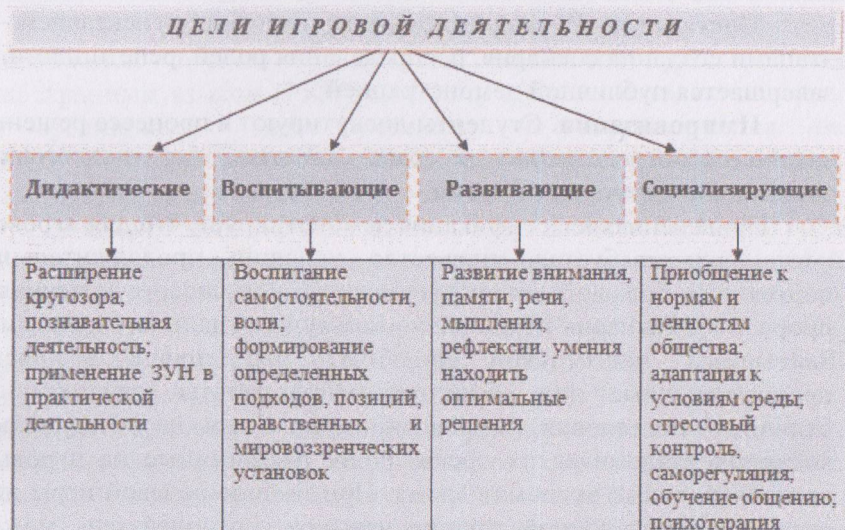 ЦЕЛИ ИГРОВОЙ ДЕЯТЕЛЬНОСТИ
Дидактические
Воспитывающие
Развивающие
Социализирующие
Расширение
кругозора;
познавательная
деятельность;
применение ЗУН в
практической
деятельности
Воспитание
самостоятельности,
воли;
формирование
определенных
подходов, позиций,
нравственных и
мировоззренческих
установок
Развитие внимания,
памяти, речи,
мышления,
рефлексии, умения
находить
оптимальные
решения
Приобщение к
нормам и
ценностям
общества;
адаптация к
условиям среды;
стрессовый
контроль,
саморегуляция;
обучение общению;
психотерапия